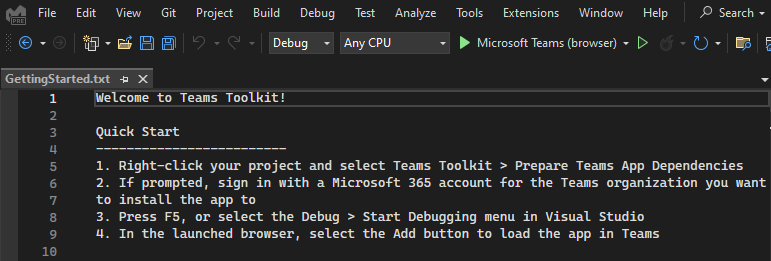 PRE
File Edit View Git Project Build Debug Test Analyze Tools Extensions Window Help Search
Debug Any CPU Microsoft Teams (browser)
GettingStarted.txt
1 Welcome to Teams Toolkit!
2
3 Quick Start
4 -------------------------
5 1. Right-click your project and select Teams Toolkit > Prepare Teams App Dependencies
6 2. If prompted, sign in with a Microsoft 365 account for the Teams organization you want
7 to install the app to
8 3. Press F5, or select the Debug > Start Debugging menu in Visual Studio
9 4. In the launched browser, select the Add button to load the app in Teams
10